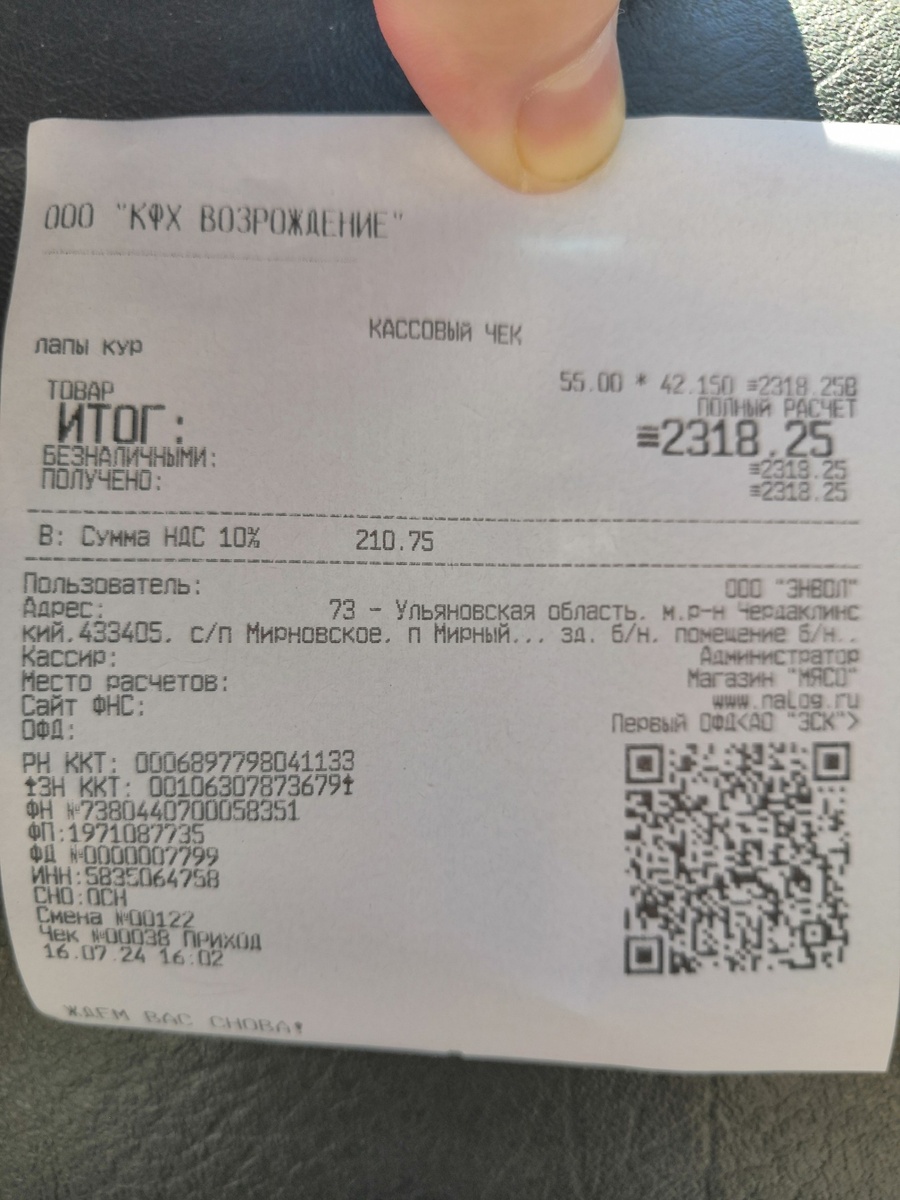 ООО "КФХ ВОЗРОЖДЕНИЕ"
КАССОВЫЙ ЧЕК
лапы кур
55.00 * 42.150 ≡2318.25В
ТОВАР ПОЛНЫЙ РАСЧЕТ
ИТОГ: ≡2318.25
БЕЗНАЛИЧНЫМИ: ≡2318.25
ПОЛУЧЕНО: ≡2318.25
В: Сумма НДС 10% 210.75
Пользователь: ООО "ЭНВОЛ"
Адрес: 73 - Ульяновская область, м.р-н Чердаклинс
кий,433405, с/п Мирновское, п Мирный... зд. б/н, помещение б/н..
Кассир: Администратор
Место расчетов: Магазин "МЯСО"
Сайт ФНС: www.nalog.ru
ОФД: Первый ОФД<АО "ЭСК">
РН ККТ: 0006897798041133
↑ЗН ККТ: 00106307873679↑
ФН №7380440700058351
ФП:1971087735
ФД №0000007799
ИНН:5835064758
СНО:ОСН
Смена №00122
Чек №00038 ПРИХОД
16.07.24 16:02
ЖДЕМ ВАС СНОВА!